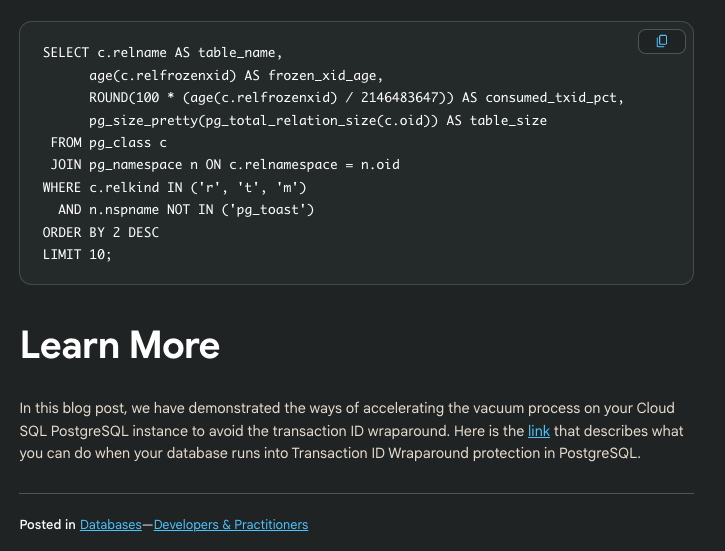 SELECT c.relname AS table_name,
      age(c.relfrozenxid) AS frozen_xid_age,
      ROUND(100 * (age(c.relfrozenxid) / 2146483647)) AS consumed_txid_pct,
      pg_size_pretty(pg_total_relation_size(c.oid)) AS table_size
 FROM pg_class c
 JOIN pg_namespace n ON c.relnamespace = n.oid
WHERE c.relkind IN ('r', 't', 'm')
  AND n.nspname NOT IN ('pg_toast')
ORDER BY 2 DESC
LIMIT 10;
Learn More
In this blog post, we have demonstrated the ways of accelerating the vacuum process on your Cloud
SQL PostgreSQL instance to avoid the transaction ID wraparound. Here is the link that describes what
you can do when your database runs into Transaction ID Wraparound protection in PostgreSQL.
Posted in Databases—Developers & Practitioners